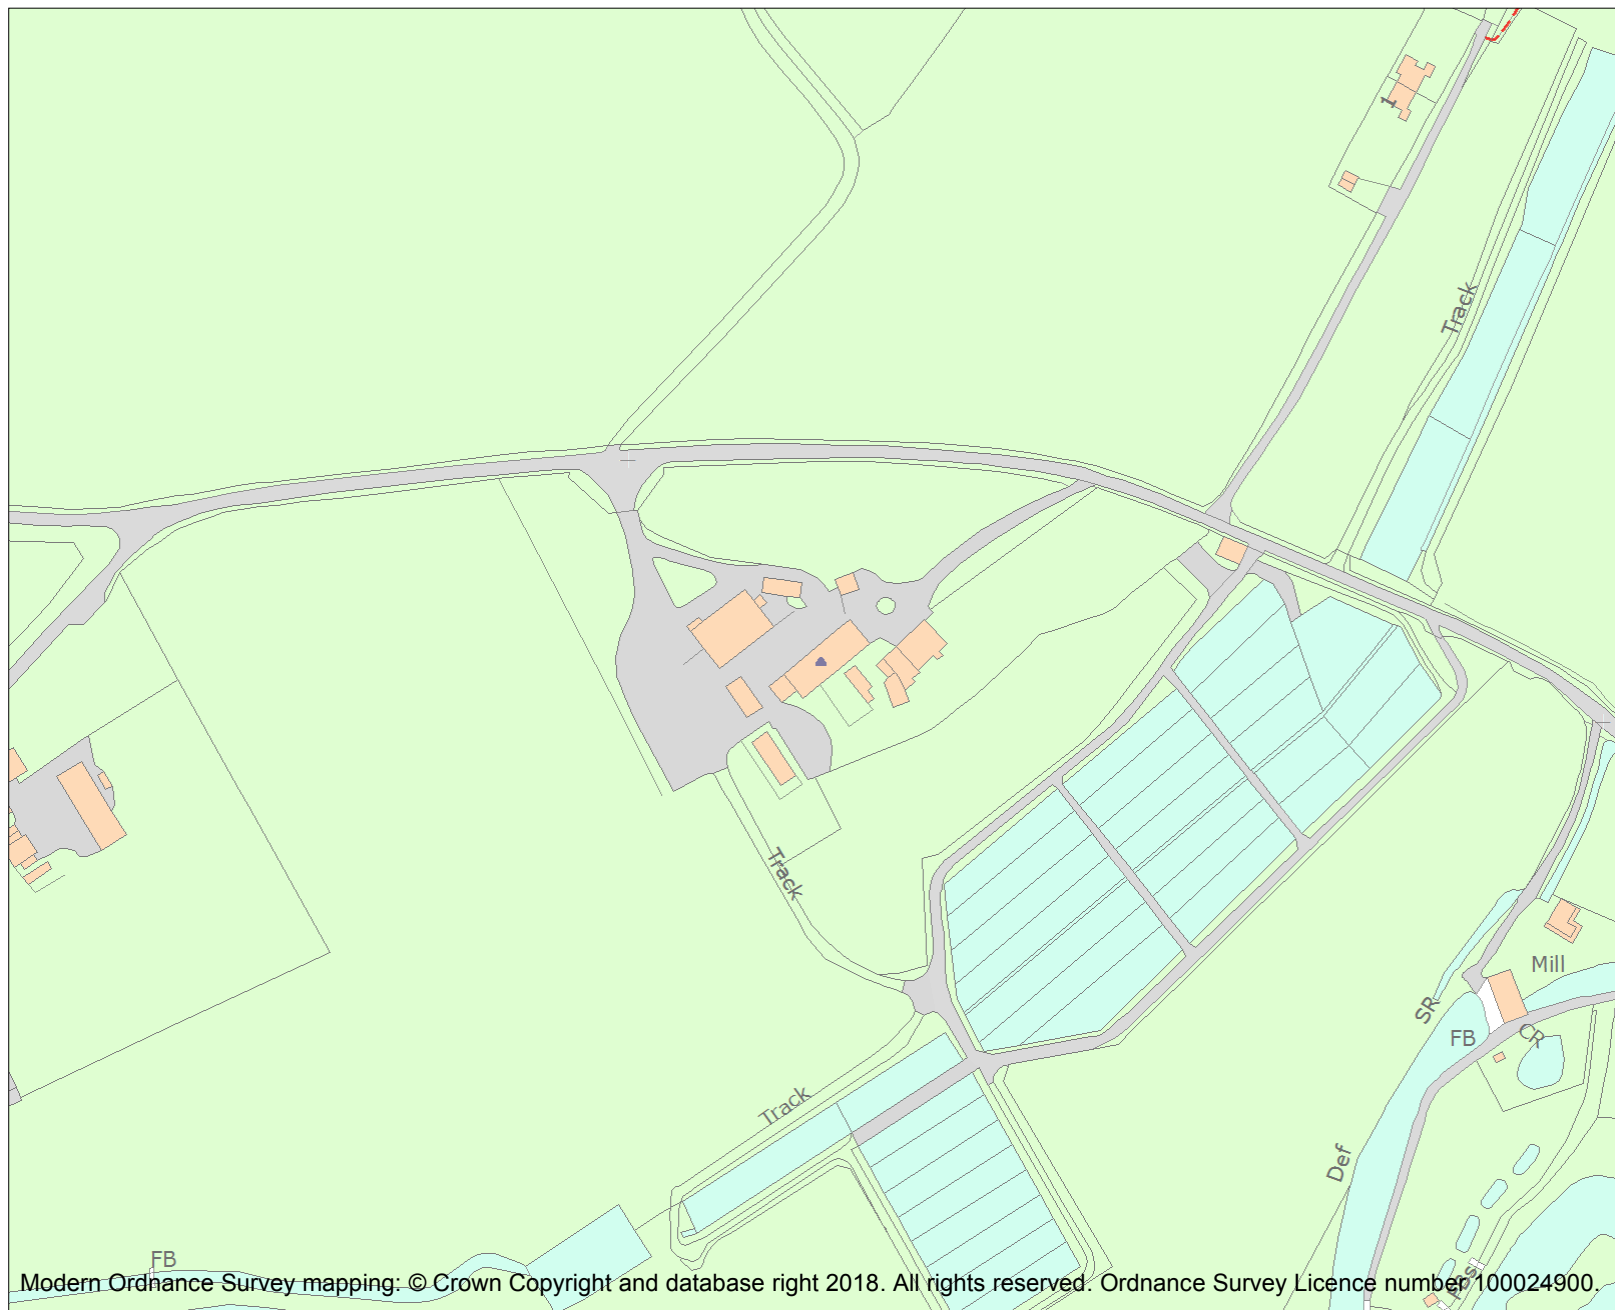 1
Track
Track
Mill
SR
FB
CR
Track
Def
FB
FBs
Modern Ordnance Survey mapping: © Crown Copyright and database right 2018. All rights reserved. Ordnance Survey Licence number 100024900.